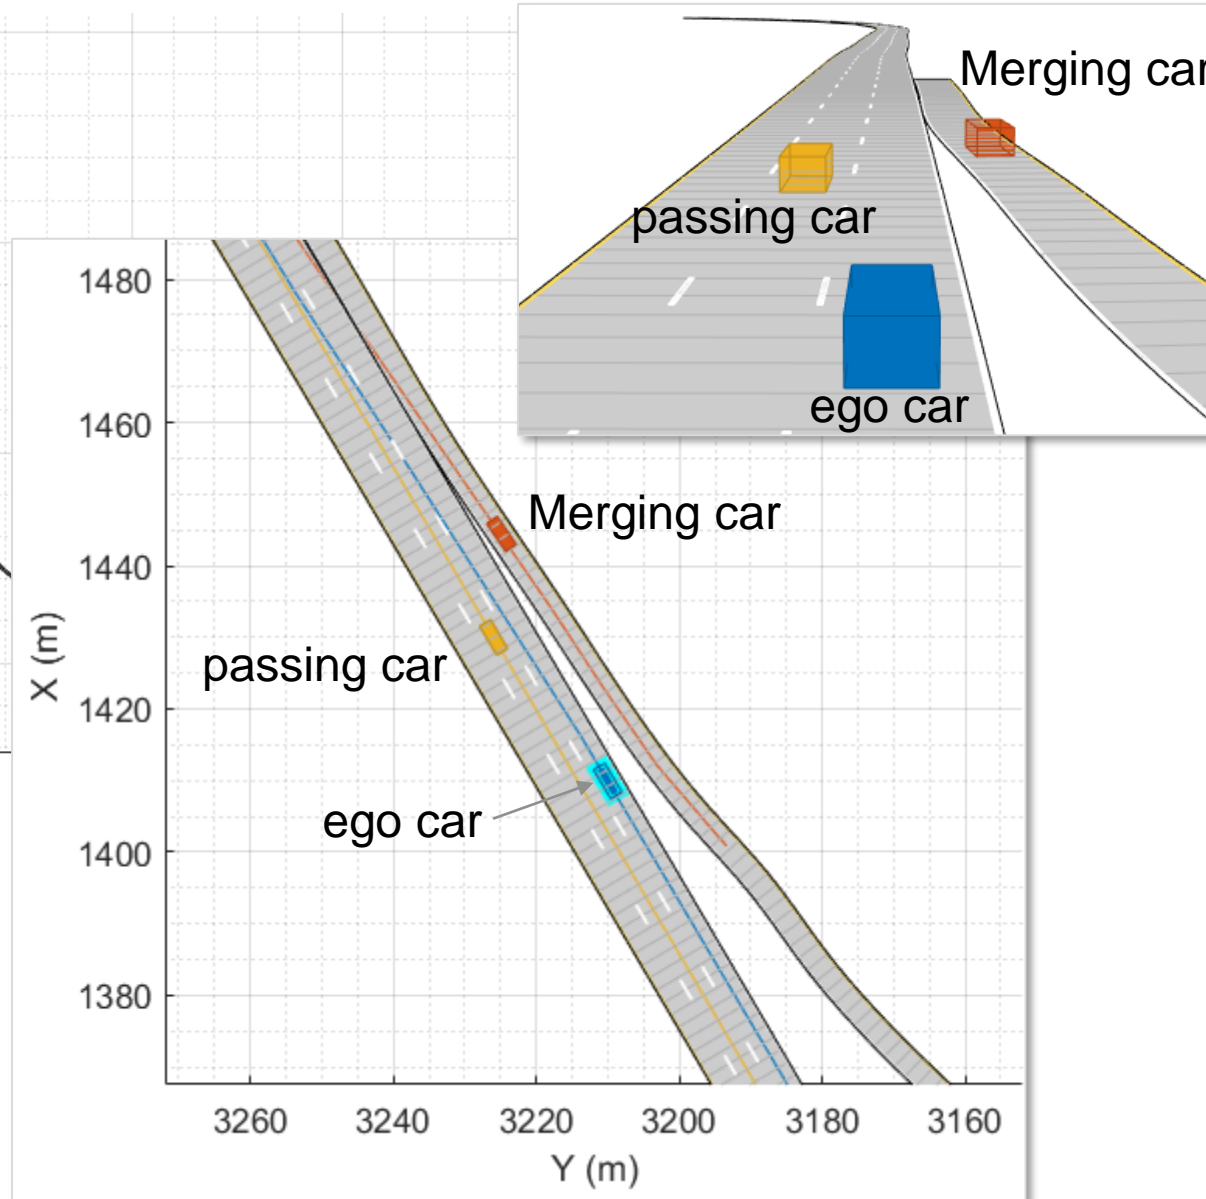 Merging car
passing car
ego car
1480
1460
1440
1420
1400
1380
X (m)
Merging car
passing car
ego car
3260 3240 3220 3200 3180 3160
Y (m)